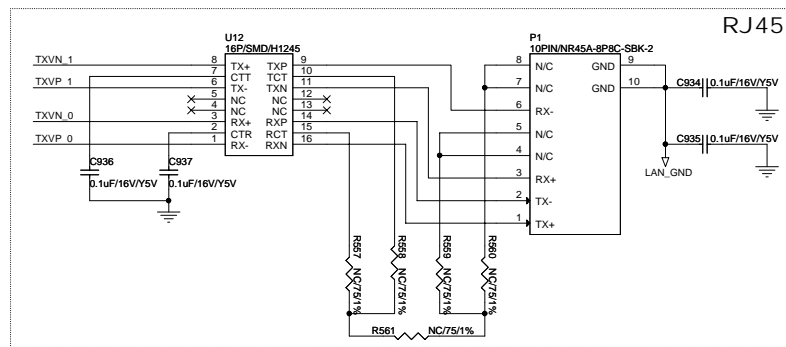 RJ45
U12
16P/SMD/H1245
P1
10PIN/NR45A-8P8C-SBK-2
TXVN_1
TXVP_1
TXVN_0
TXVP_0
8 TX+ TXP 9
7 CTT TCT 10
6 TX- TXN 11
5 NC NC 12
4 NC NC 13
3 RX+ RXP 14
2 CTR RCT 15
1 RX- RXN 16
8 N/C GND 9
7 N/C GND 10
6 RX-
5 N/C
4 N/C
3 RX+
2 TX-
1 TX+
C934 0.1uF/16V/Y5V
C935 0.1uF/16V/Y5V
LAN_GND
C936
0.1uF/16V/Y5V
C937
0.1uF/16V/Y5V
R557
NC/75/1%
R558
NC/75/1%
R559
NC/75/1%
R560
NC/75/1%
R561 NC/75/1%